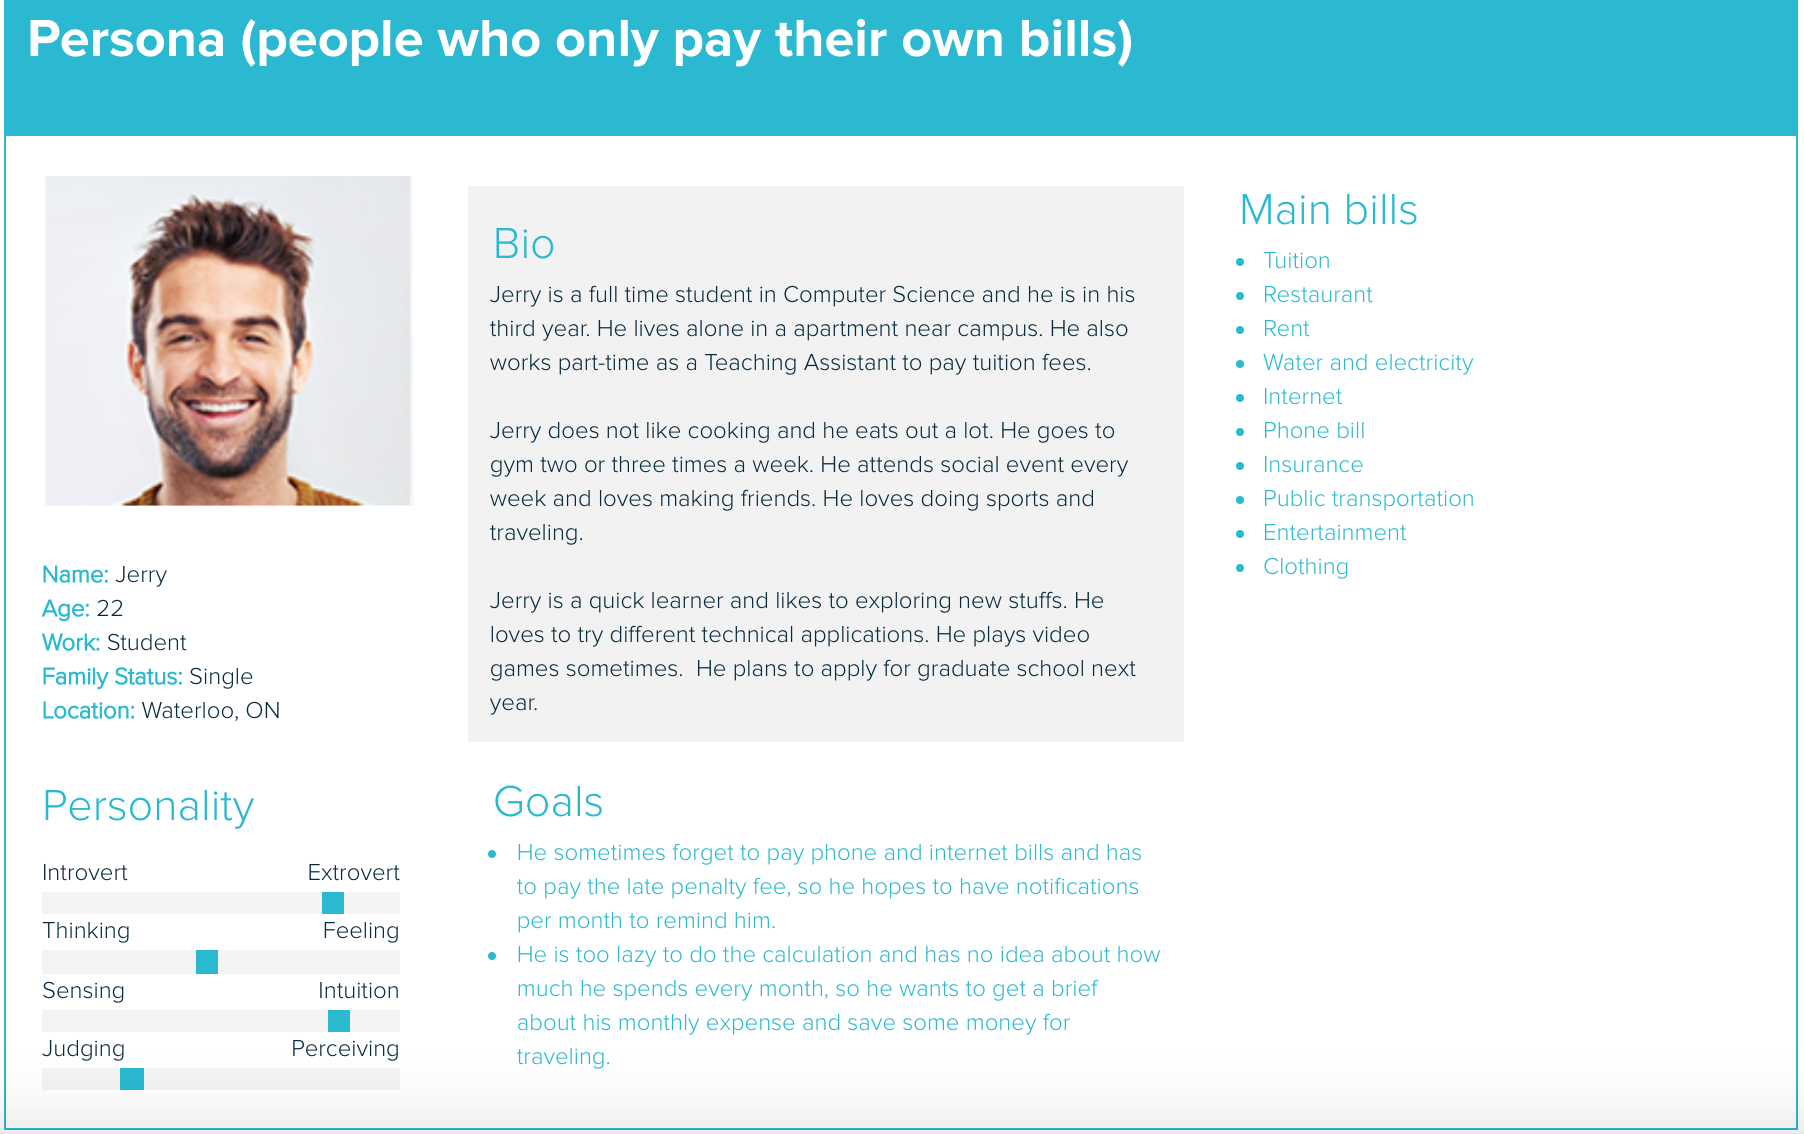 Persona (people who only pay their own bills)
Name: Jerry
Age: 22
Work: Student
Family Status: Single
Location: Waterloo, ON
Personality
Introvert Extrovert
Thinking Feeling
Sensing Intuition
Judging Perceiving
Bio
Jerry is a full time student in Computer Science and he is in his
third year. He lives alone in a apartment near campus. He also
works part-time as a Teaching Assistant to pay tuition fees.
Jerry does not like cooking and he eats out a lot. He goes to
gym two or three times a week. He attends social event every
week and loves making friends. He loves doing sports and
traveling.
Jerry is a quick learner and likes to exploring new stuffs. He
loves to try different technical applications. He plays video
games sometimes.  He plans to apply for graduate school next
year.
Goals
• He sometimes forget to pay phone and internet bills and has
to pay the late penalty fee, so he hopes to have notifications
per month to remind him.
• He is too lazy to do the calculation and has no idea about how
much he spends every month, so he wants to get a brief
about his monthly expense and save some money for
traveling.
Main bills
• Tuition
• Restaurant
• Rent
• Water and electricity
• Internet
• Phone bill
• Insurance
• Public transportation
• Entertainment
• Clothing